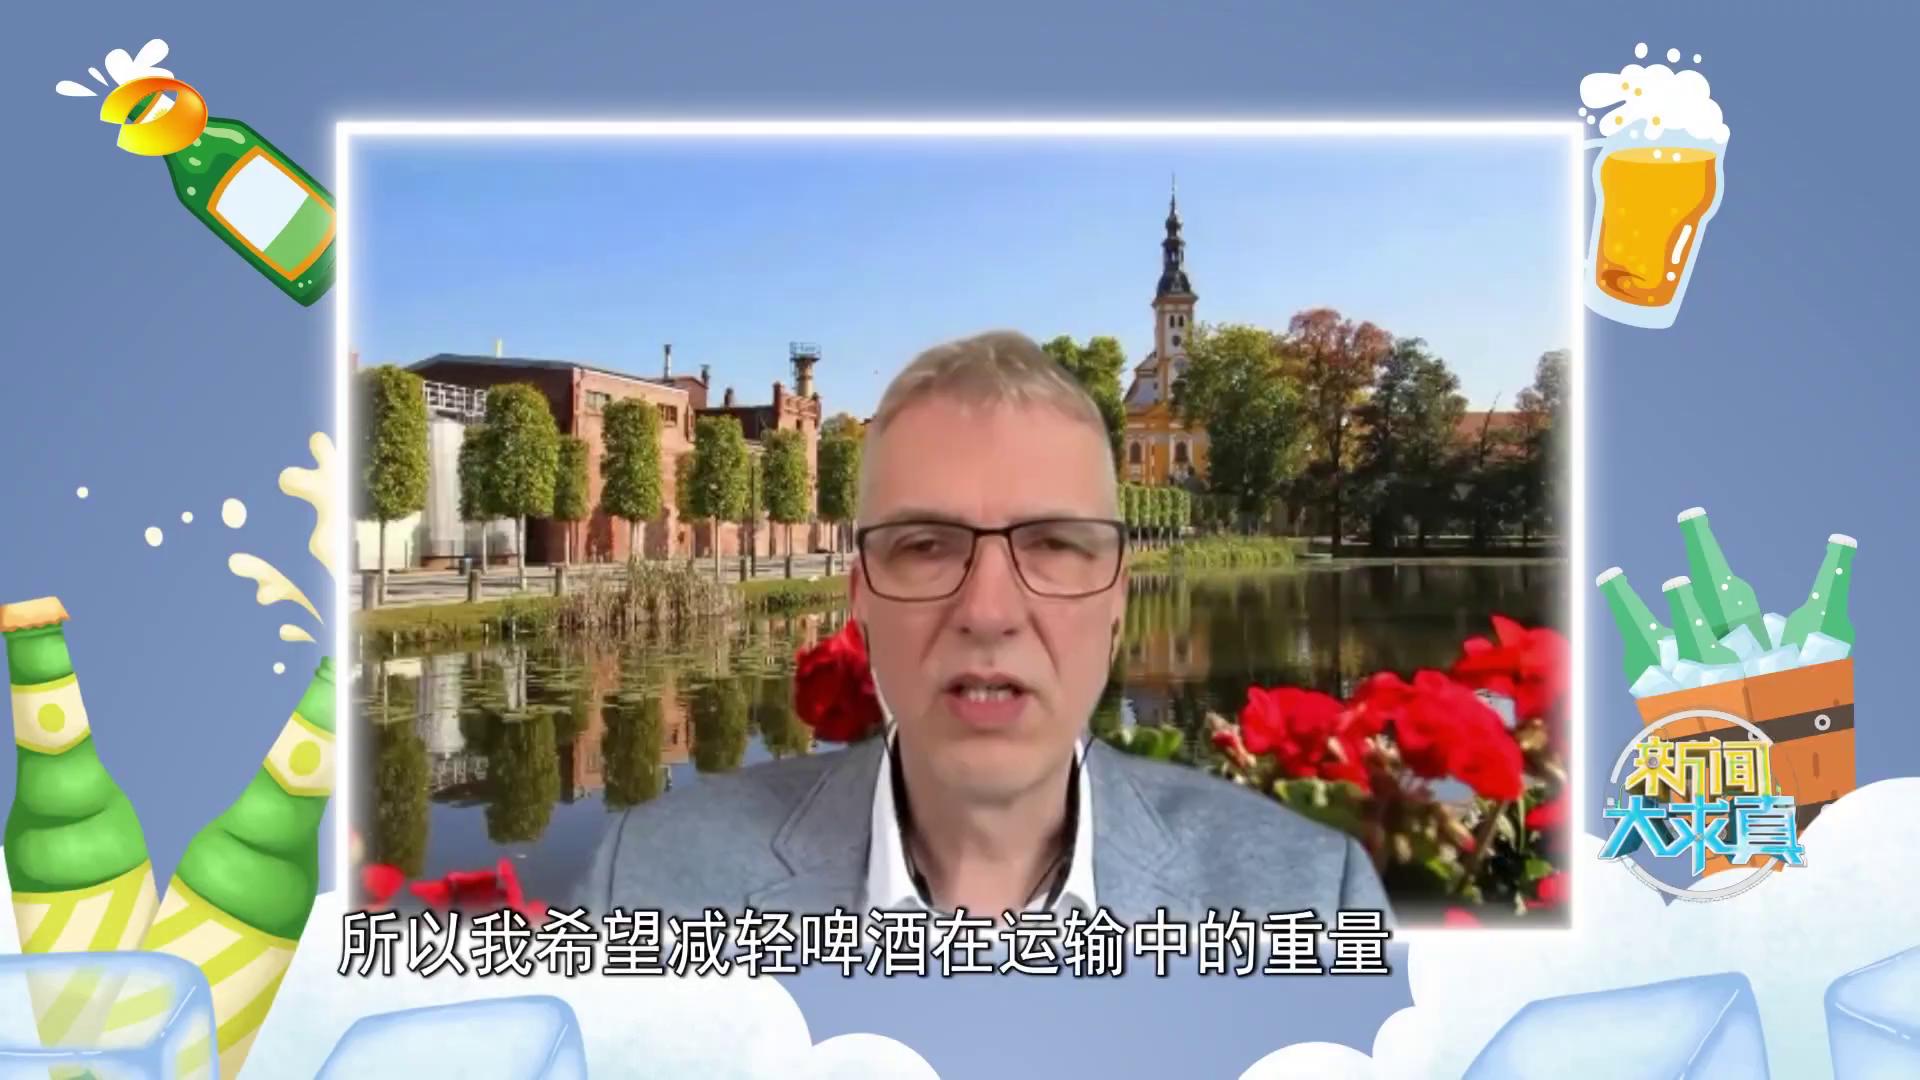 新闻
大求真
所以我希望减轻啤酒在运输中的重量